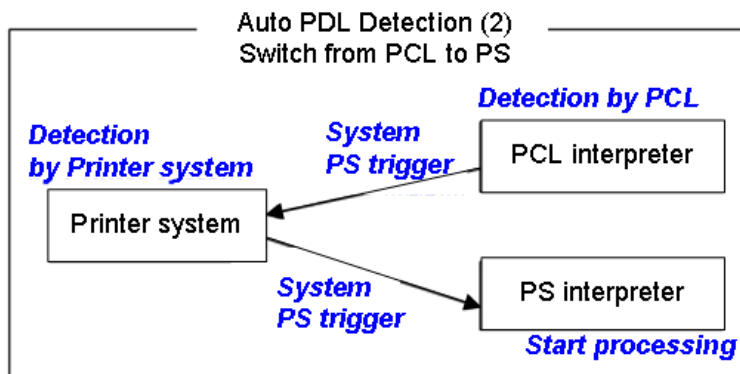 Auto PDL Detection (2)
Switch from PCL to PS
Detection by PCL
Detection
by Printer system
System
PS trigger
PCL interpreter
Printer system
System
PS trigger
PS interpreter
Start processing